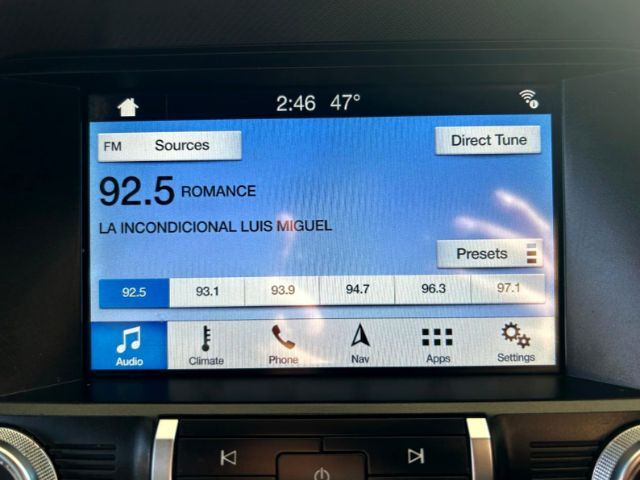 2:46 47°
FM Sources
Direct Tune
92.5 ROMANCE
LA INCONDICIONAL LUIS MIGUEL
Presets
92.5 93.1 93.9 94.7 96.3 97.1
Audio Climate Phone Nav Apps Settings